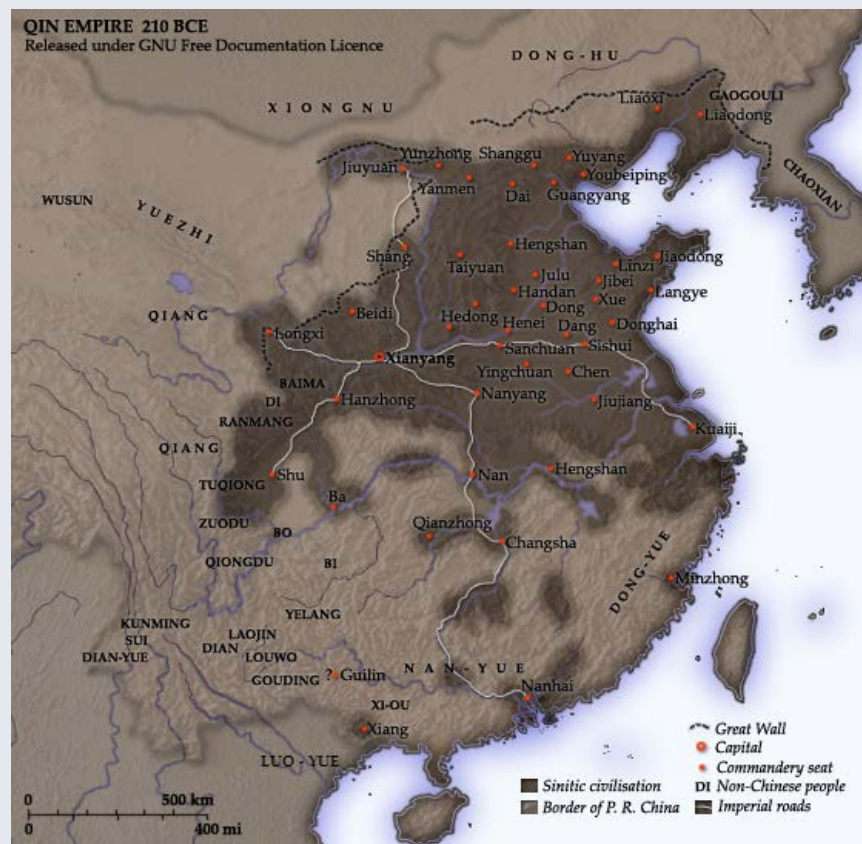 QIN EMPIRE 210 BCE
Released under GNU Free Documentation Licence
DONG-HU
XIONGNU
GAOGOULI
Liaoxi
Liaodong
Yunzhong
Shanggu
Yuyang
Jiuyuan
Youbeiping
Yanmen
Dai
Guangyang
CHAOXIAN
WUSUN
YUEZHI
Shang
Hengshan
Taiyuan
Linzi
Jiaodong
Julu
Jibei
Handan
Xue
Langye
QIANG
Beidi
Hedong
Dong
Longxi
Henei
Dang
Donghai
Sanchuan
Sishui
Xianyang
Yingchuan
Chen
BAIMA
DI
Hanzhong
Nanyang
Jiujiang
RANMANG
Kuaiji
QIANG
Shu
Nan
Hengshan
TUQIONG
Ba
ZUODU
BO
Qianzhong
Changsha
QIONGDU
BI
DONG-YUE
Minzhong
YELANG
KUNMING
SUI
LAOJIN
DIAN
DIAN-YUE
LOUWO
NAN-YUE
GOUDING
? Guilin
Nanhai
XI-OU
Xiang
LUO-YUE
Great Wall
Capital
Commandery seat
Sinitic civilisation
DI Non-Chinese people
Border of P. R. China
Imperial roads
0 500 km
0 400 mi